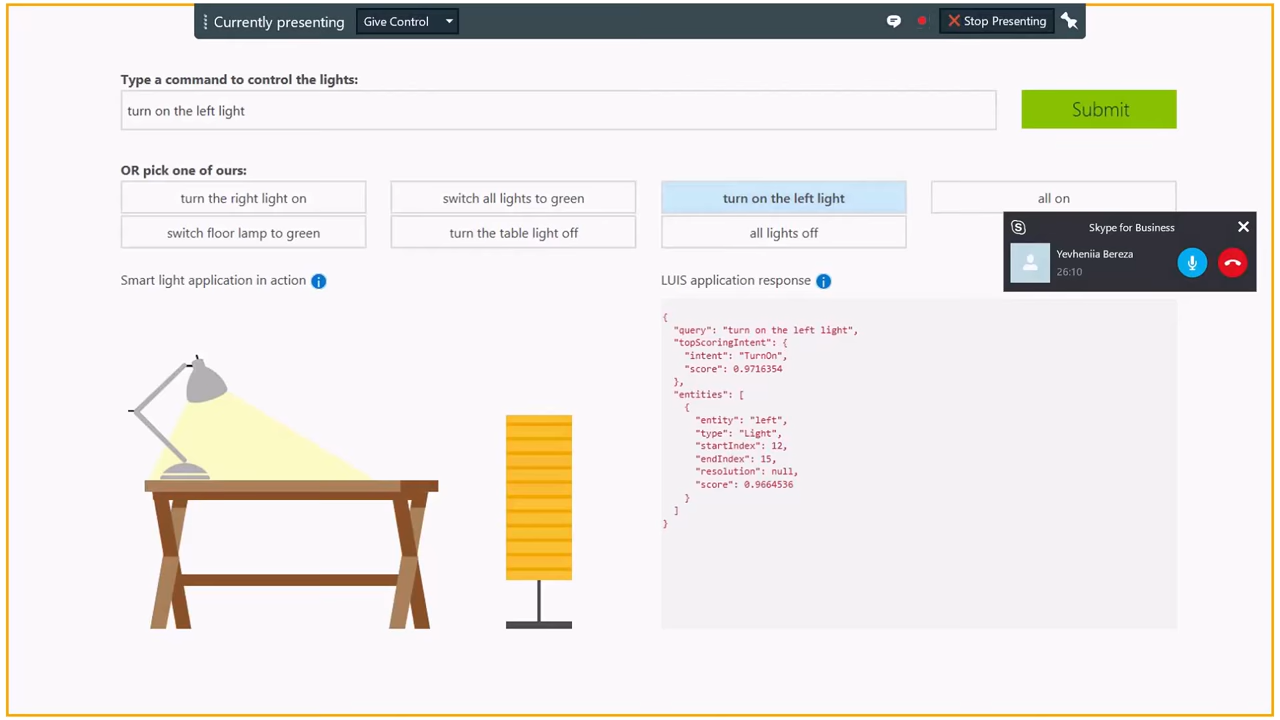 Currently presenting
Give Control
Stop Presenting
Type a command to control the lights:
turn on the left light
Submit
OR pick one of ours:
turn the right light on
switch all lights to green
turn on the left light
all on
switch floor lamp to green
turn the table light off
all lights off
Skype for Business
Yevheniia Bereza
26:10
Smart light application in action
LUIS application response
{
"query": "turn on the left light",
"topScoringIntent": {
"intent": "TurnOn",
"score": 0.9716354
},
"entities": [
{
"entity": "left",
"type": "Light",
"startIndex": 12,
"endIndex": 15,
"resolution": null,
"score": 0.9664536
}
]
}